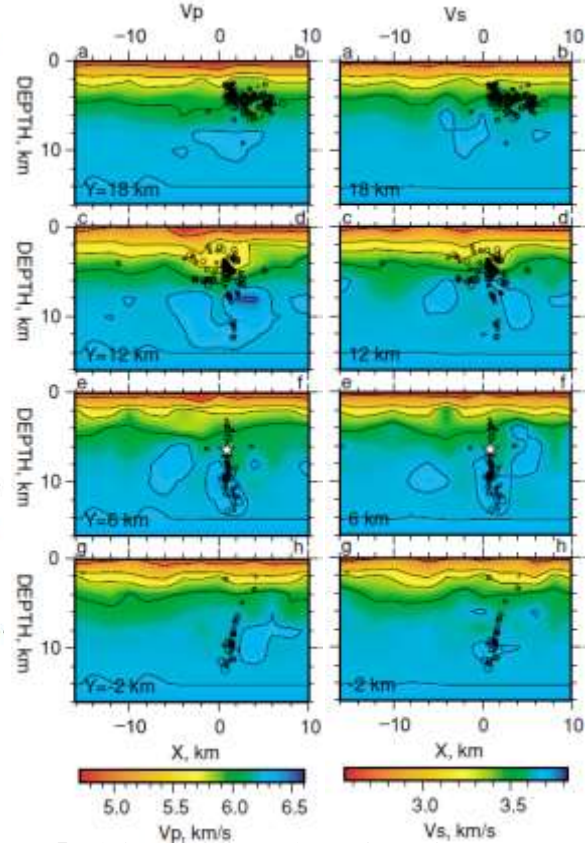 Vp Vs
−10 0 10 −10 0 10
a b a b
0
DEPTH, km
10
Y=18 km 18 km
c d c d
0
DEPTH, km
10
Y=12 km 12 km
e f e f
0
DEPTH, km
10
Y=6 km 6 km
g h g h
0
DEPTH, km
10
Y=-2 km -2 km
−10 0 10 −10 0 10
X, km X, km
5.0 5.5 6.0 6.5 3.0 3.5
Vp, km/s Vs, km/s